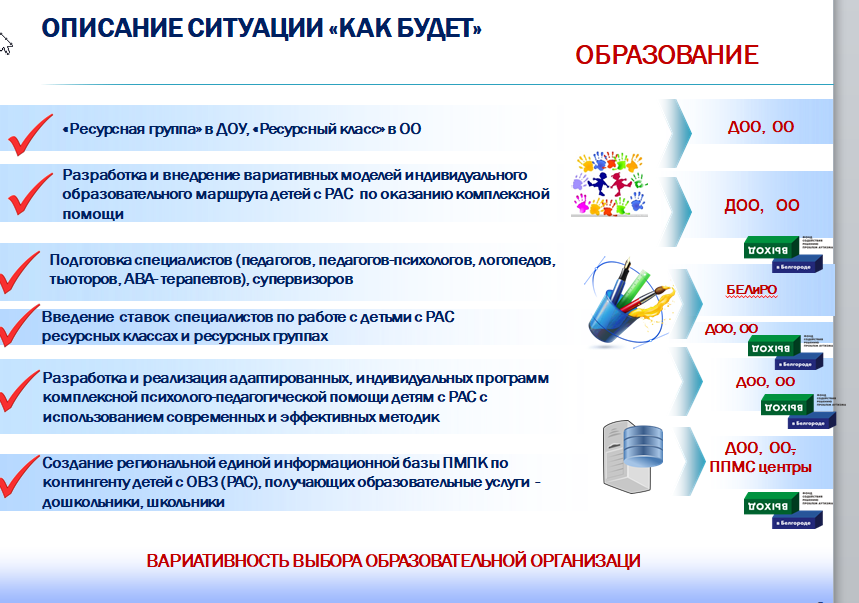 ОПИСАНИЕ СИТУАЦИИ «КАК БУДЕТ»
ОБРАЗОВАНИЕ
«Ресурсная группа» в ДОУ, «Ресурсный класс» в ОО
ДОО, ОО
Разработка и внедрение вариативных моделей индивидуального
образовательного маршрута детей с РАС по оказанию комплексной
помощи
ДОО, ОО
ВЫХОД
в Белгороде
Подготовка специалистов (педагогов, педагогов-психологов, логопедов,
тьюторов, АВА- терапевтов), супервизоров
БЕЛиРО
Введение ставок специалистов по работе с детьми с РАС
ресурсных классах и ресурсных группах
ДОО, ОО
ВЫХОД
в Белгороде
Разработка и реализация адаптированных, индивидуальных программ
комплексной психолого-педагогической помощи детям с РАС с
использованием современных и эффективных методик
ДОО, ОО
ВЫХОД
в Белгороде
Создание региональной единой информационной базы ПМПК по
контингенту детей с ОВЗ (РАС), получающих образовательные услуги -
дошкольники, школьники
ДОО, ОО,
ППМС центры
ВЫХОД
в Белгороде
ВАРИАТИВНОСТЬ ВЫБОРА ОБРАЗОВАТЕЛЬНОЙ ОРГАНИЗАЦИ